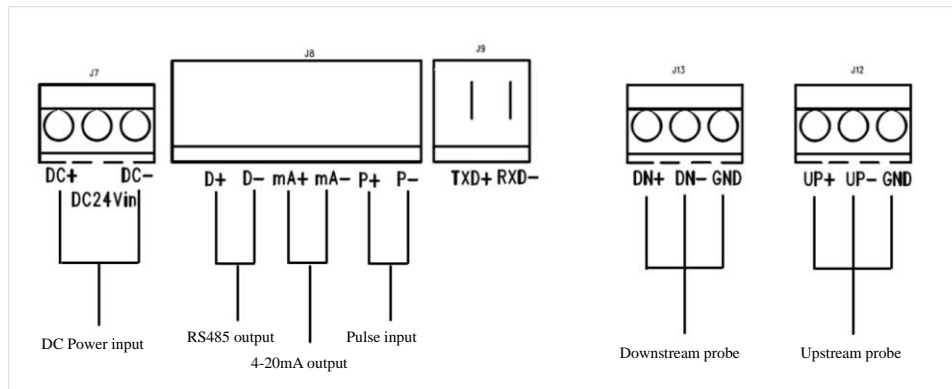 J7
J8
J9
J13
J12
DC+ DC-
DC24Vin
D+ D- mA+ mA- P+ P-
TXD+ RXD-
DN+ DN- GND
UP+ UP- GND
DC Power input
RS485 output
4-20mA output
Pulse input
Downstream probe
Upstream probe